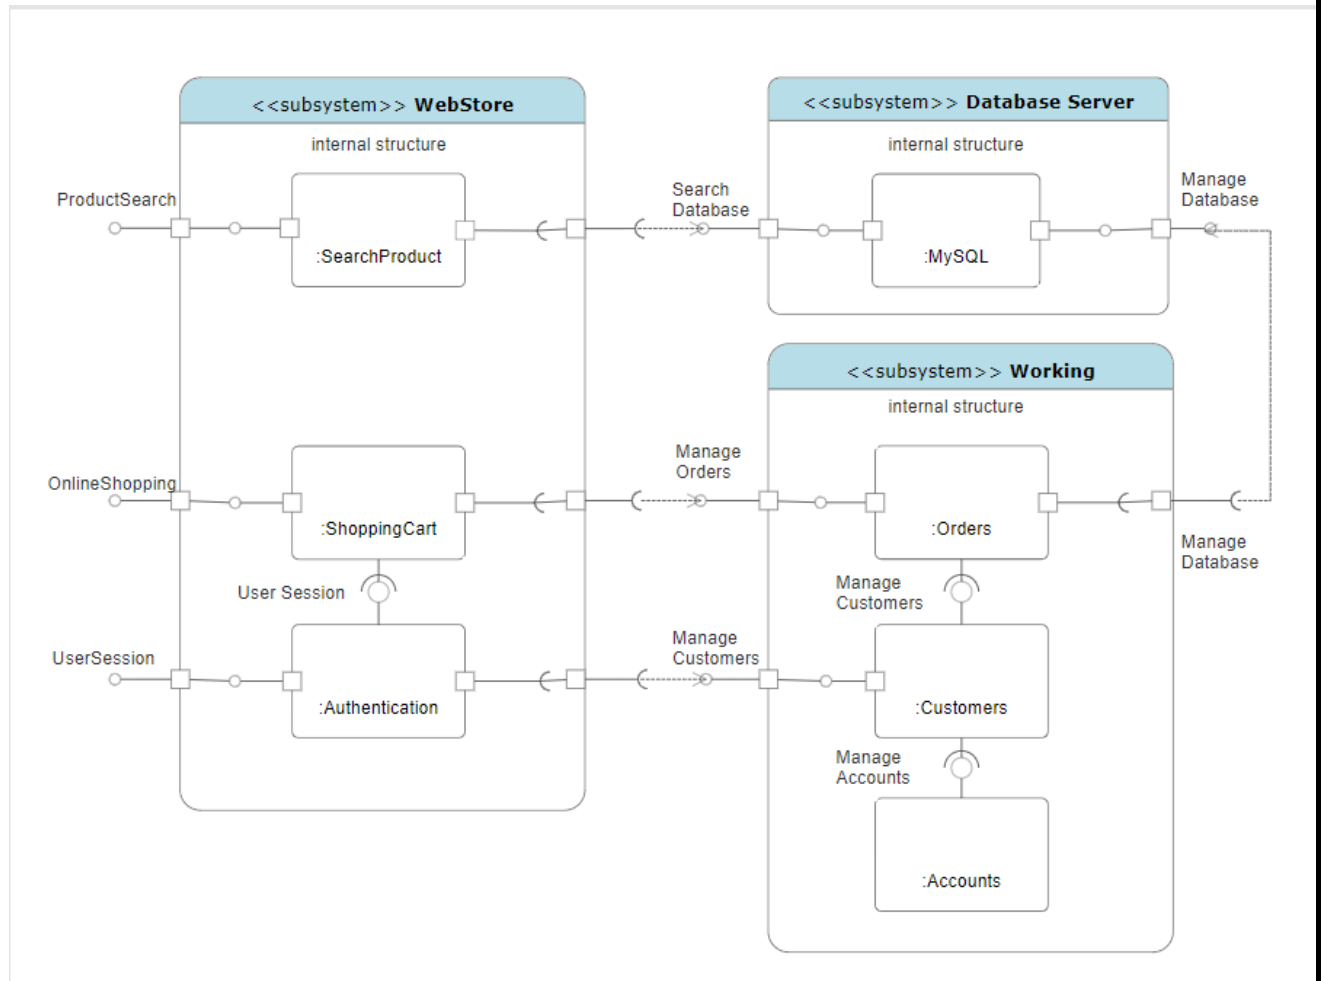 <<subsystem>> WebStore
internal structure
ProductSearch
:SearchProduct
OnlineShopping
:ShoppingCart
User Session
UserSession
:Authentication
Search
Database
Manage
Orders
Manage
Customers
<<subsystem>> Database Server
internal structure
:MySQL
Manage
Database
<<subsystem>> Working
internal structure
:Orders
Manage
Database
Manage
Customers
:Customers
Manage
Accounts
:Accounts